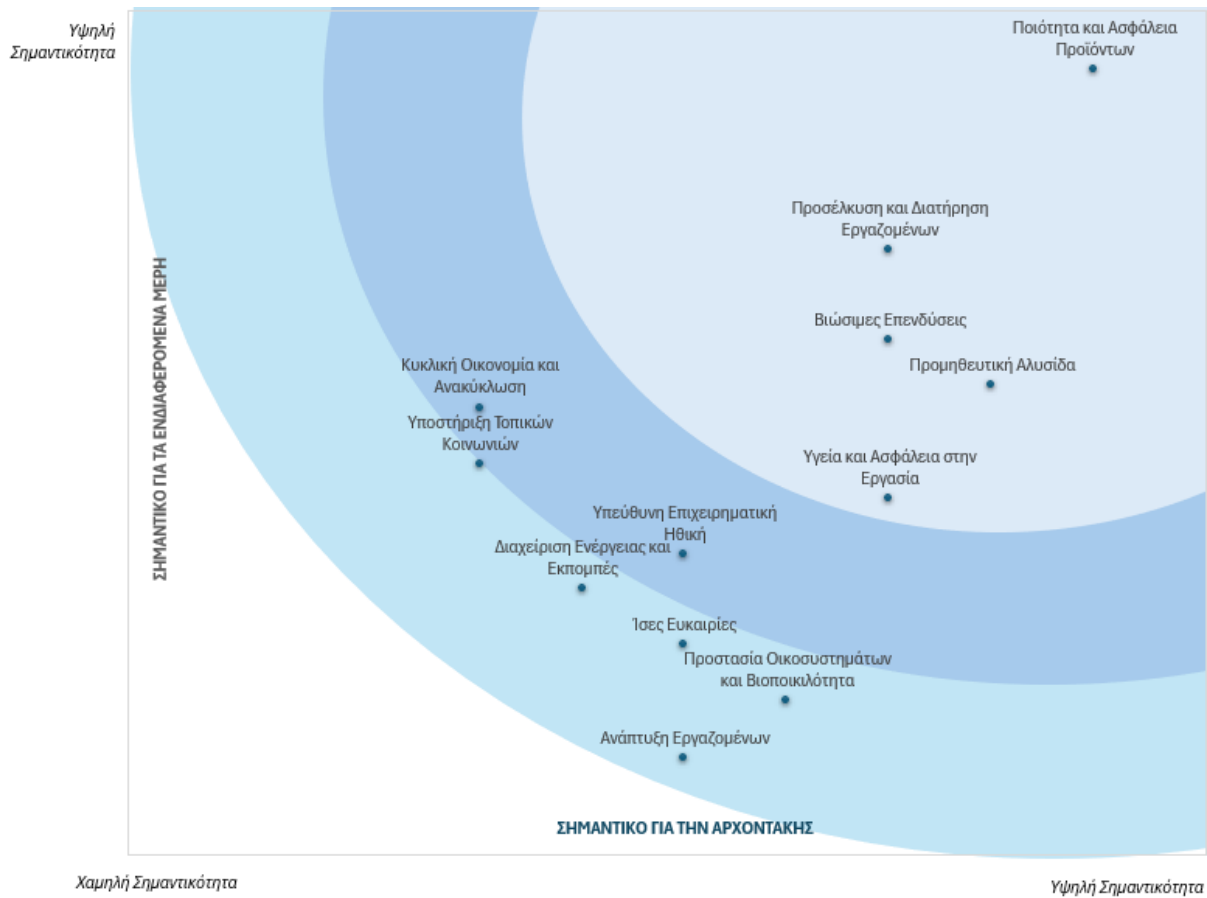 Υψηλή
Σημαντικότητα
Ποιότητα και Ασφάλεια
Προϊόντων
Προσέλκυση και Διατήρηση
Εργαζομένων
ΣΗΜΑΝΤΙΚΟ ΓΙΑ ΤΑ ΕΝΔΙΑΦΕΡΟΜΕΝΑ ΜΕΡΗ
Βιώσιμες Επενδύσεις
Προμηθευτική Αλυσίδα
Κυκλική Οικονομία και
Ανακύκλωση
Υποστήριξη Τοπικών
Κοινωνιών
Υγεία και Ασφάλεια στην
Εργασία
Υπεύθυνη Επιχειρηματική
Ηθική
Διαχείριση Ενέργειας και
Εκπομπές
Ίσες Ευκαιρίες
Προστασία Οικοσυστημάτων
και Βιοποικιλότητα
Ανάπτυξη Εργαζομένων
ΣΗΜΑΝΤΙΚΟ ΓΙΑ ΤΗΝ ΑΡΧΟΝΤΑΚΗΣ
Χαμηλή Σημαντικότητα
Υψηλή Σημαντικότητα